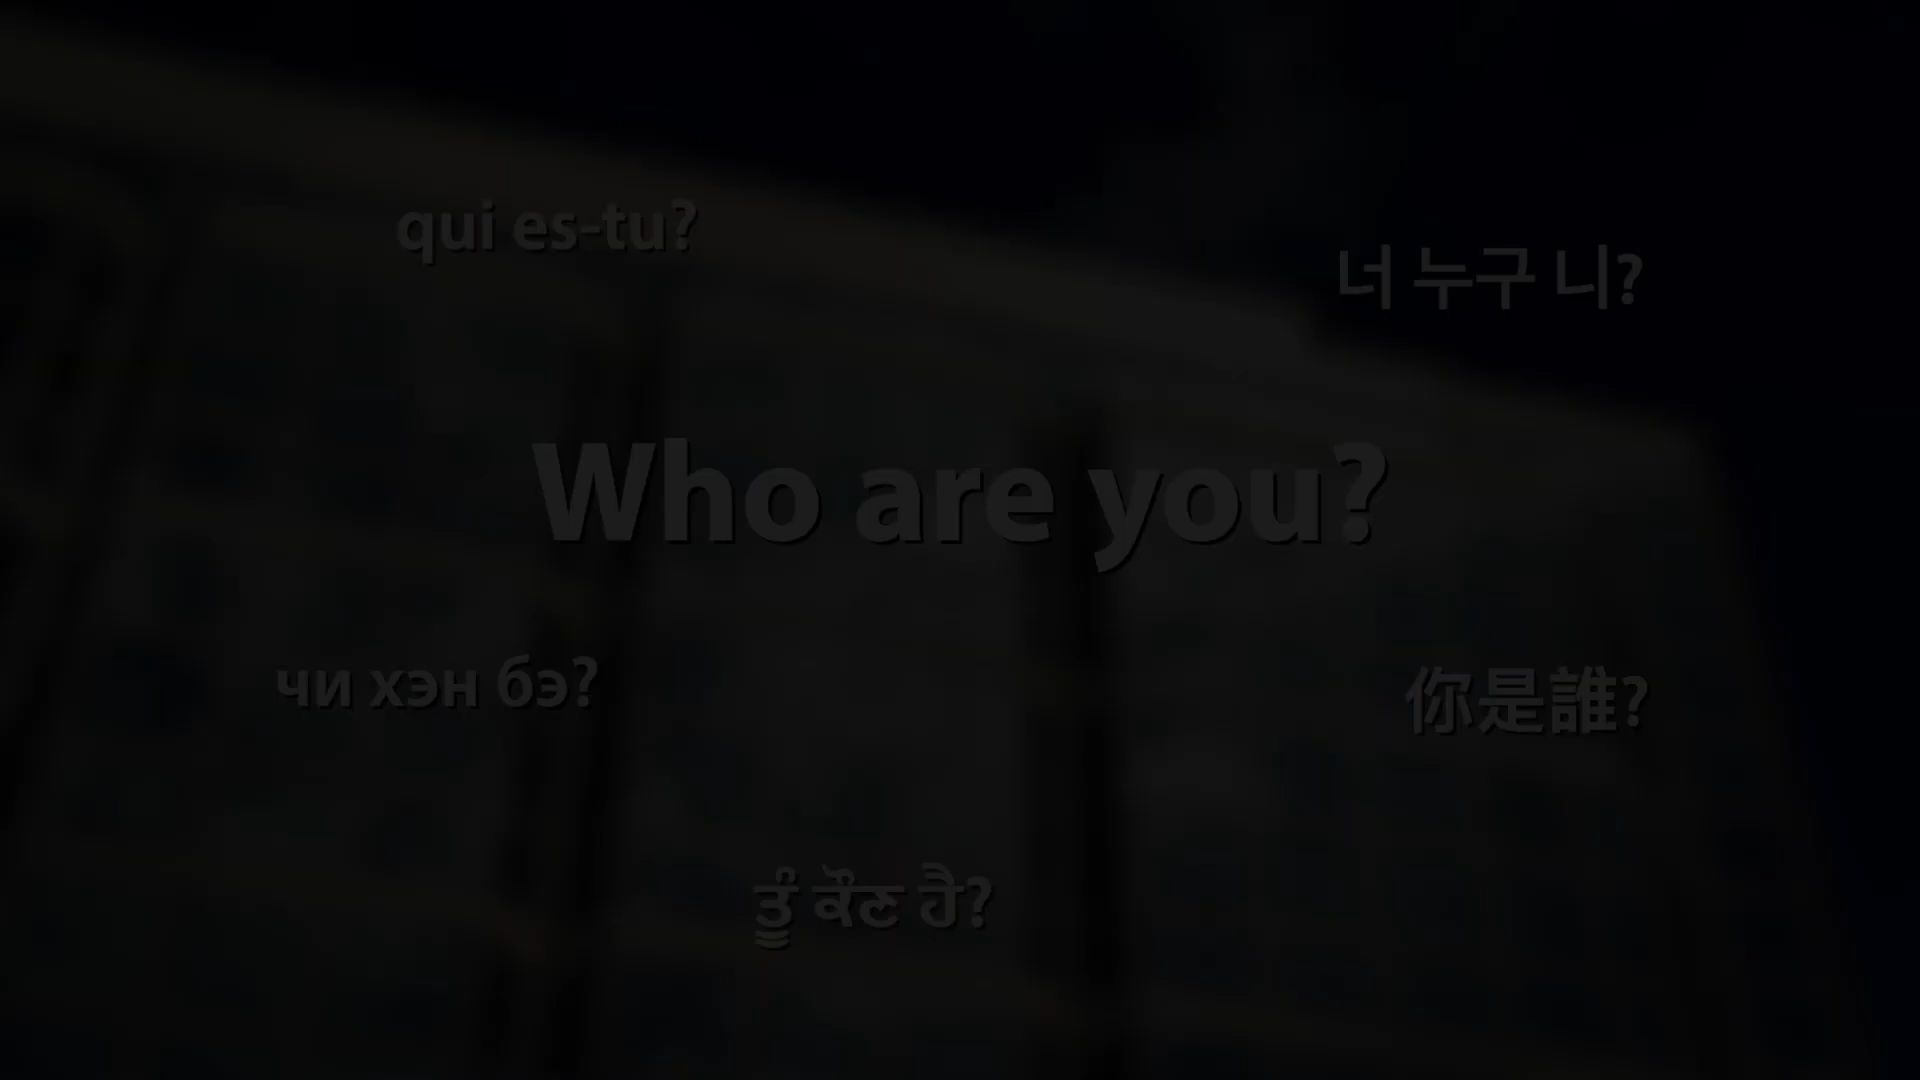 qui es-tu?
너 누구 니?
Who are you?
чи хэн бэ?
你是誰?
ਤੂੰ ਕੌਣ ਹੈ?